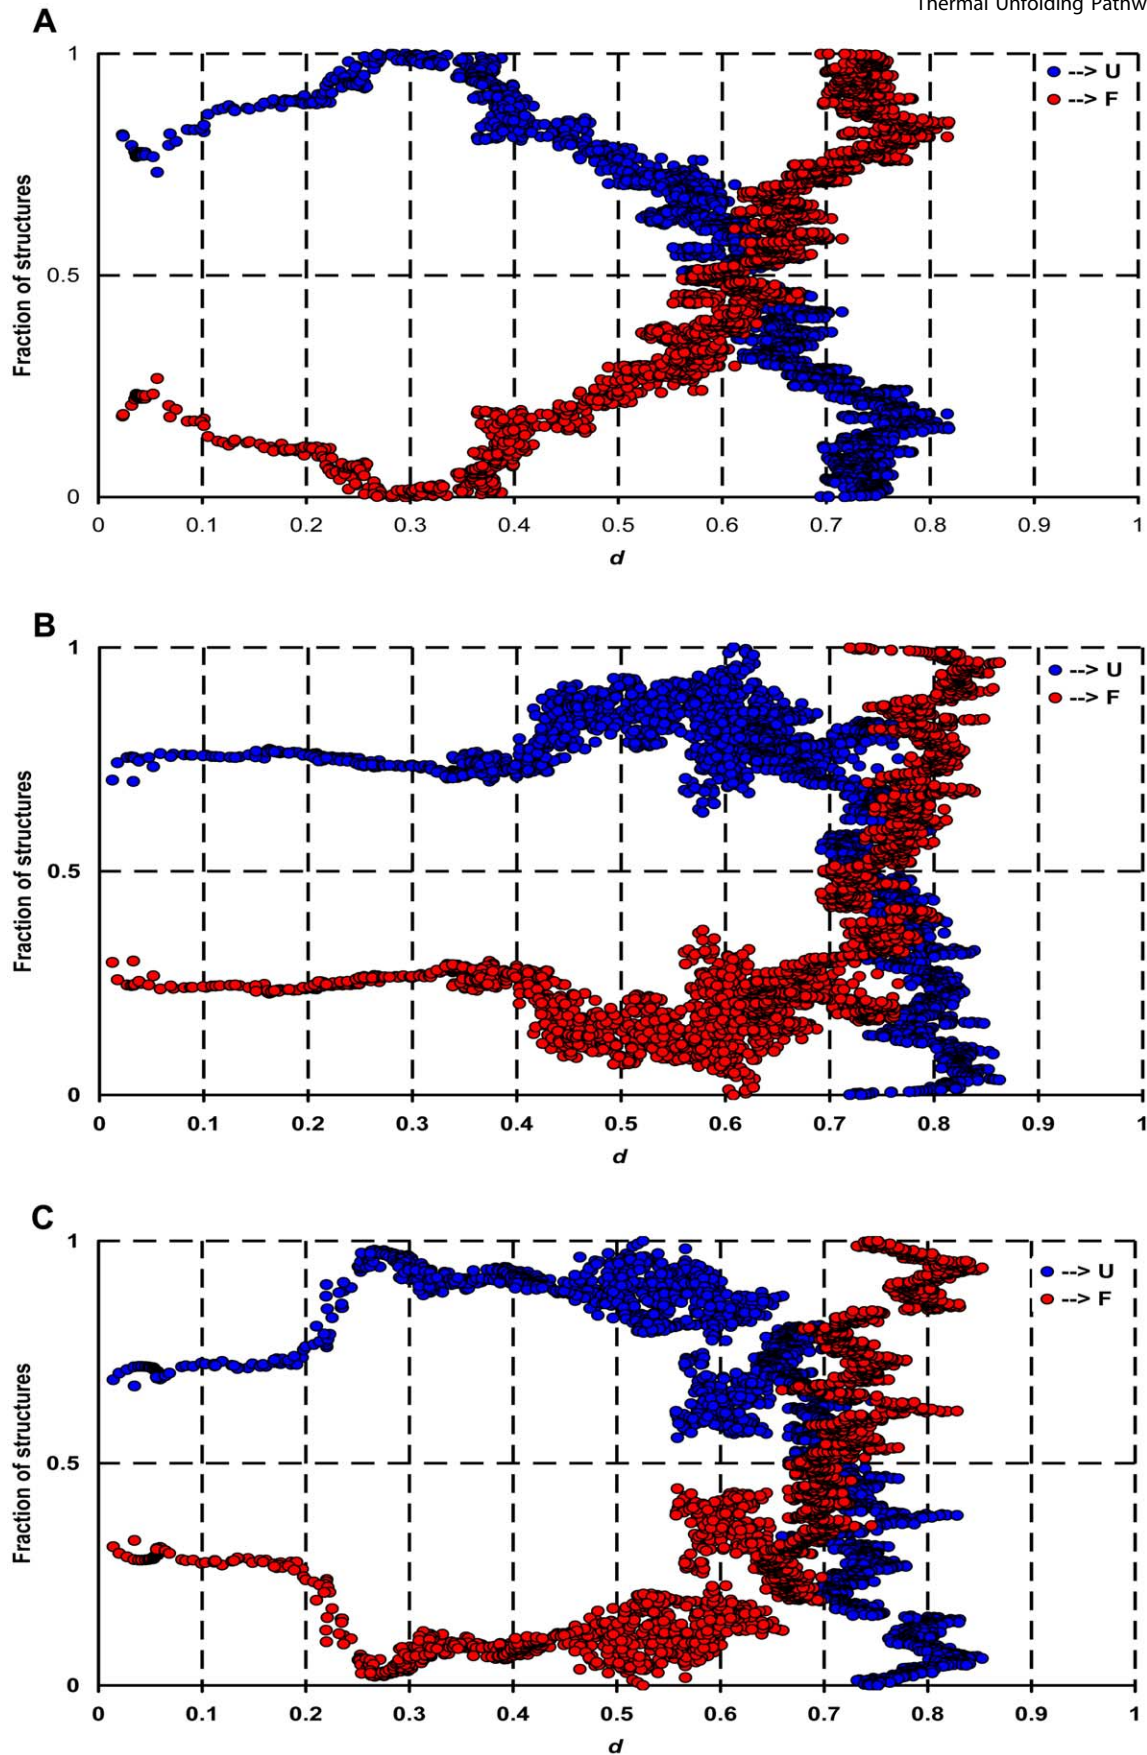 Thermal Unfolding Pathw
A
1
--> U
--> F
Fraction of structures
0.5
0
0 0.1 0.2 0.3 0.4 0.5 0.6 0.7 0.8 0.9 1
d
B
1
--> U
--> F
Fraction of structures
0.5
0
0 0.1 0.2 0.3 0.4 0.5 0.6 0.7 0.8 0.9 1
d
C
1
--> U
--> F
Fraction of structures
0.5
0
0 0.1 0.2 0.3 0.4 0.5 0.6 0.7 0.8 0.9 1
d